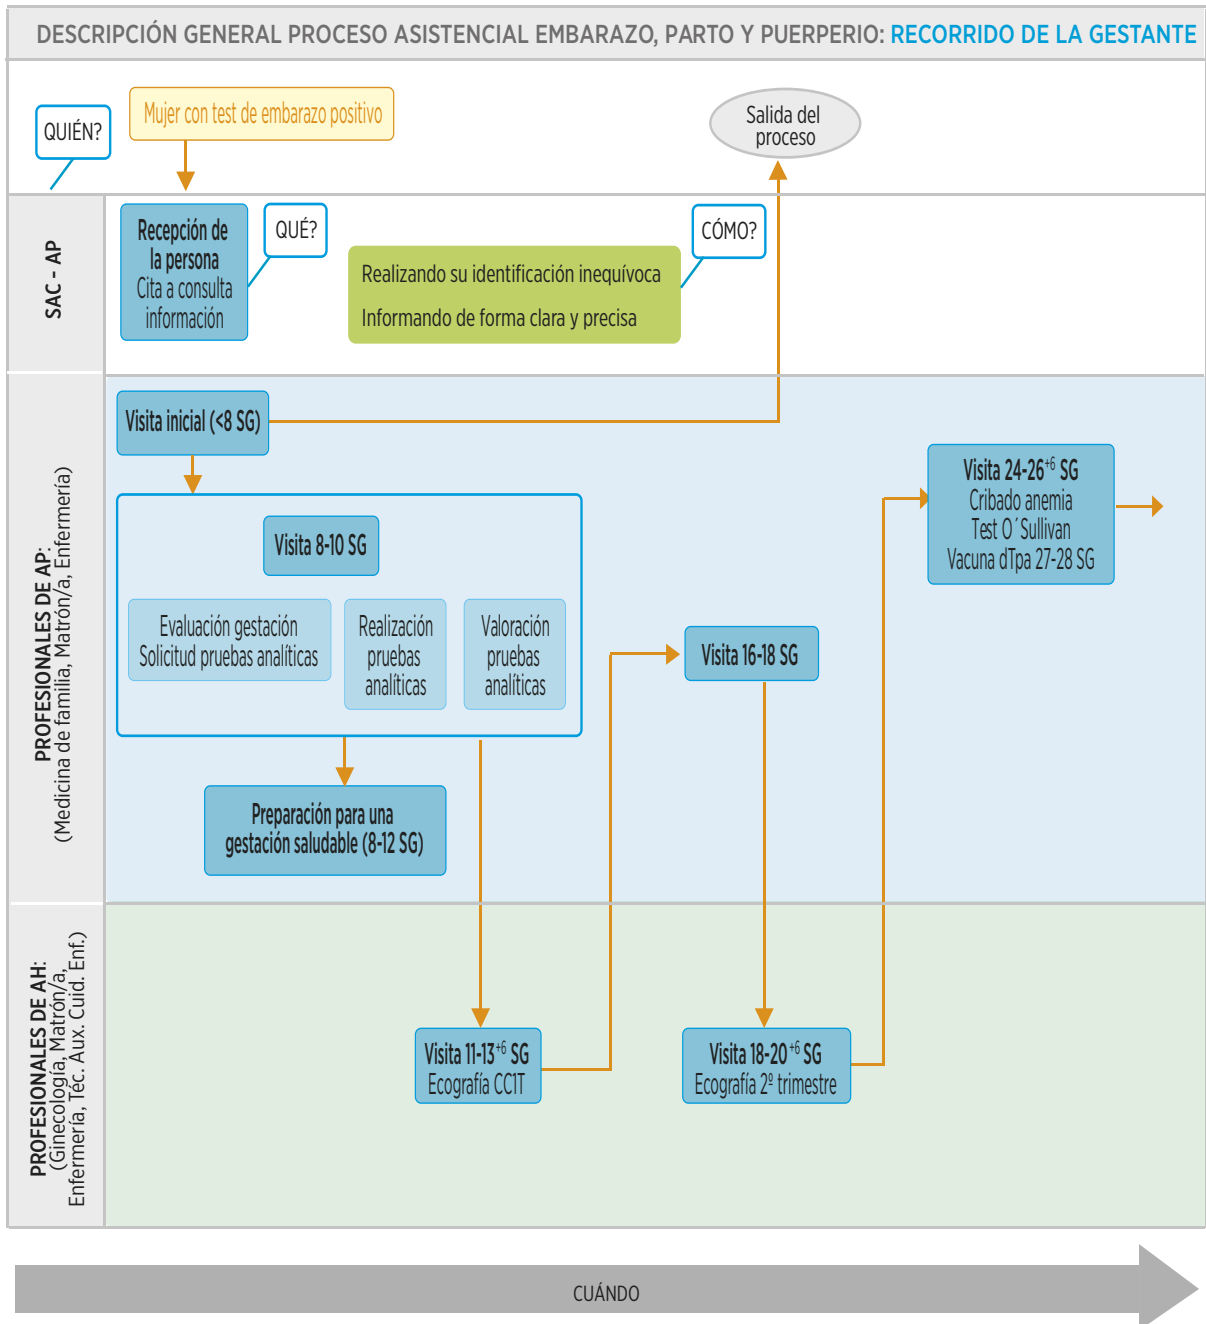 DESCRIPCIÓN GENERAL PROCESO ASISTENCIAL EMBARAZO, PARTO Y PUERPERIO: RECORRIDO DE LA GESTANTE
QUIÉN?
Mujer con test de embarazo positivo
Salida del
proceso
SAC - AP
Recepción de
la persona
Cita a consulta
información
QUÉ?
Realizando su identificación inequívoca
Informando de forma clara y precisa
CÓMO?
PROFESIONALES DE AP:
(Medicina de familia, Matrón/a, Enfermería)
Visita inicial (<8 SG)
Visita 8-10 SG
Evaluación gestación
Solicitud pruebas analíticas
Realización
pruebas
analíticas
Valoración
pruebas
analíticas
Preparación para una
gestación saludable (8-12 SG)
Visita 16-18 SG
Visita 24-26+6 SG
Cribado anemia
Test O´Sullivan
Vacuna dTpa 27-28 SG
PROFESIONALES DE AH:
(Ginecología, Matrón/a,
Enfermería, Téc. Aux. Cuid. Enf.)
Visita 11-13+6 SG
Ecografía CC1T
Visita 18-20+6 SG
Ecografía 2º trimestre
CUÁNDO